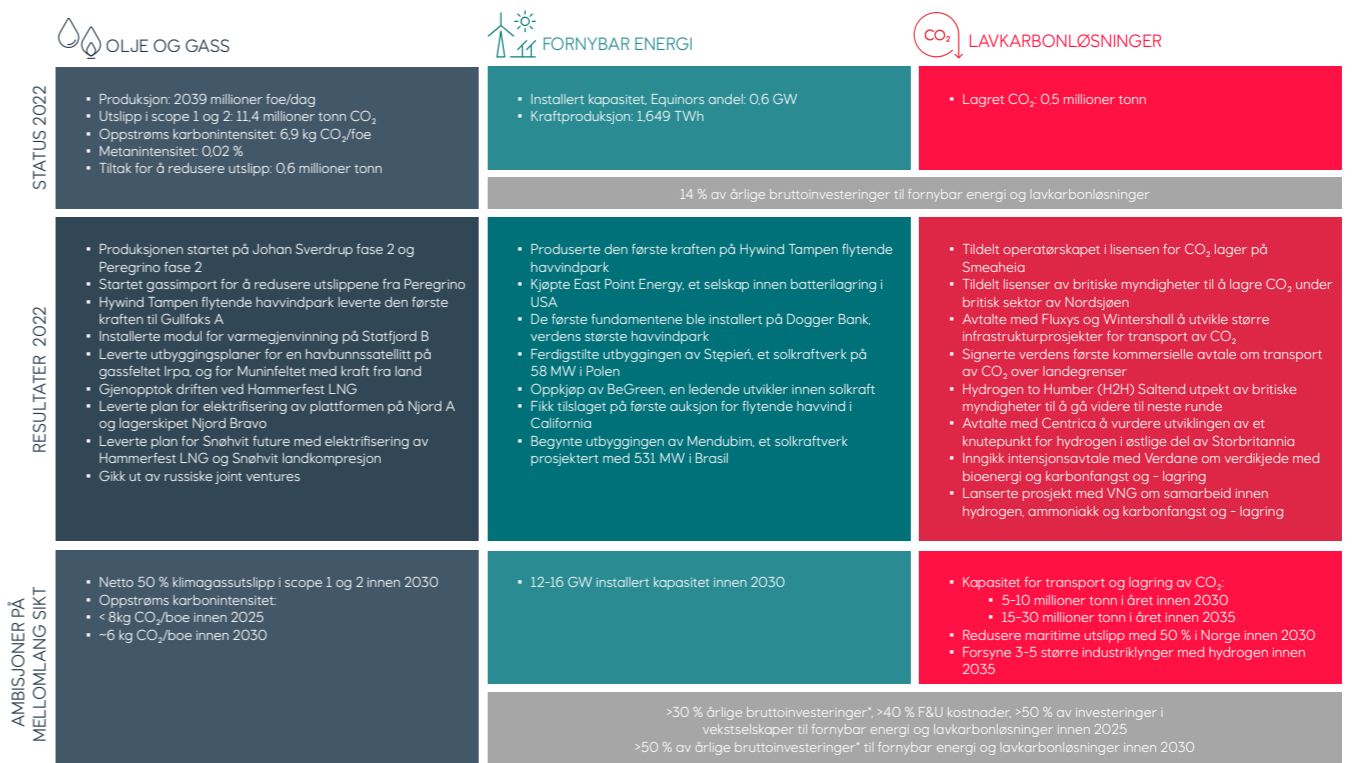 OLJE OG GASS
FORNYBAR ENERGI
CO₂
LAVKARBONLØSNINGER
STATUS 2022
▪ Produksjon: 2039 millioner foe/dag
▪ Utslipp i scope 1 og 2: 11,4 millioner tonn CO₂
▪ Oppstrøms karbonintensitet: 6,9 kg CO₂/foe
▪ Metanintensitet: 0,02 %
▪ Tiltak for å redusere utslipp: 0,6 millioner tonn
▪ Installert kapasitet, Equinors andel: 0,6 GW
▪ Kraftproduksjon: 1,649 TWh
▪ Lagret CO₂: 0,5 millioner tonn
14 % av årlige bruttoinvesteringer til fornybar energi og lavkarbonløsninger
RESULTATER 2022
▪ Produksjonen startet på Johan Sverdrup fase 2 og
Peregrino fase 2
▪ Startet gassimport for å redusere utslippene fra Peregrino
▪ Hywind Tampen flytende havvindpark leverte den første
kraften til Gullfaks A
▪ Installerte modul for varmegjenvinning på Statfjord B
▪ Leverte utbyggingsplaner for en havbunnssatellitt på
gassfeltet Irpa, og for Muninfeltet med kraft fra land
▪ Gjenopptok driften ved Hammerfest LNG
▪ Leverte plan for elektrifisering av plattformen på Njord A
og lagerskipet Njord Bravo
▪ Leverte plan for Snøhvit future med elektrifisering av
Hammerfest LNG og Snøhvit landkompresjon
▪ Gikk ut av russiske joint ventures
▪ Produserte den første kraften på Hywind Tampen flytende
havvindpark
▪ Kjøpte East Point Energy, et selskap innen batterilagring i
USA
▪ De første fundamentene ble installert på Dogger Bank,
verdens største havvindpark
▪ Ferdigstilte utbyggingen av Stępień, et solkraftverk på
58 MW i Polen
▪ Oppkjøp av BeGreen, en ledende utvikler innen solkraft
▪ Fikk tilslaget på første auksjon for flytende havvind i
California
▪ Begynte utbyggingen av Mendubim, et solkraftverk
prosjektert med 531 MW i Brasil
▪ Tildelt operatørskapet i lisensen for CO₂ lager på
Smeaheia
▪ Tildelt lisenser av britiske myndigheter til å lagre CO₂ under
britisk sektor av Nordsjøen
▪ Avtalte med Fluxys og Wintershall å utvikle større
infrastrukturprosjekter for transport av CO₂
▪ Signerte verdens første kommersielle avtale om transport
av CO₂ over landegrenser
▪ Hydrogen to Humber (H2H) Saltend utpekt av britiske
myndigheter til å gå videre til neste runde
▪ Avtalte med Centrica å vurdere utviklingen av et
knutepunkt for hydrogen i østlige del av Storbritannia
▪ Inngikk intensjonsavtale med Verdane om verdikjede med
bioenergi og karbonfangst og - lagring
▪ Lanserte prosjekt med VNG om samarbeid innen
hydrogen, ammoniakk og karbonfangst og - lagring
AMBISJONER PÅ
MELLOMLANG SIKT
▪ Netto 50 % klimagassutslipp i scope 1 og 2 innen 2030
▪ Oppstrøms karbonintensitet:
▪ < 8kg CO₂/boe innen 2025
▪ ~6 kg CO₂/boe innen 2030
▪ 12-16 GW installert kapasitet innen 2030
▪ Kapasitet for transport og lagring av CO₂:
▪ 5-10 millioner tonn i året innen 2030
▪ 15-30 millioner tonn i året innen 2035
▪ Redusere maritime utslipp med 50 % i Norge innen 2030
▪ Forsyne 3-5 større industriklynger med hydrogen innen
2035
>30 % årlige bruttoinvesteringer*, >40 % F&U kostnader, >50 % av investeringer i
vekstselskaper til fornybar energi og lavkarbonløsninger innen 2025
>50 % av årlige bruttoinvesteringer* til fornybar energi og lavkarbonløsninger innen 2030